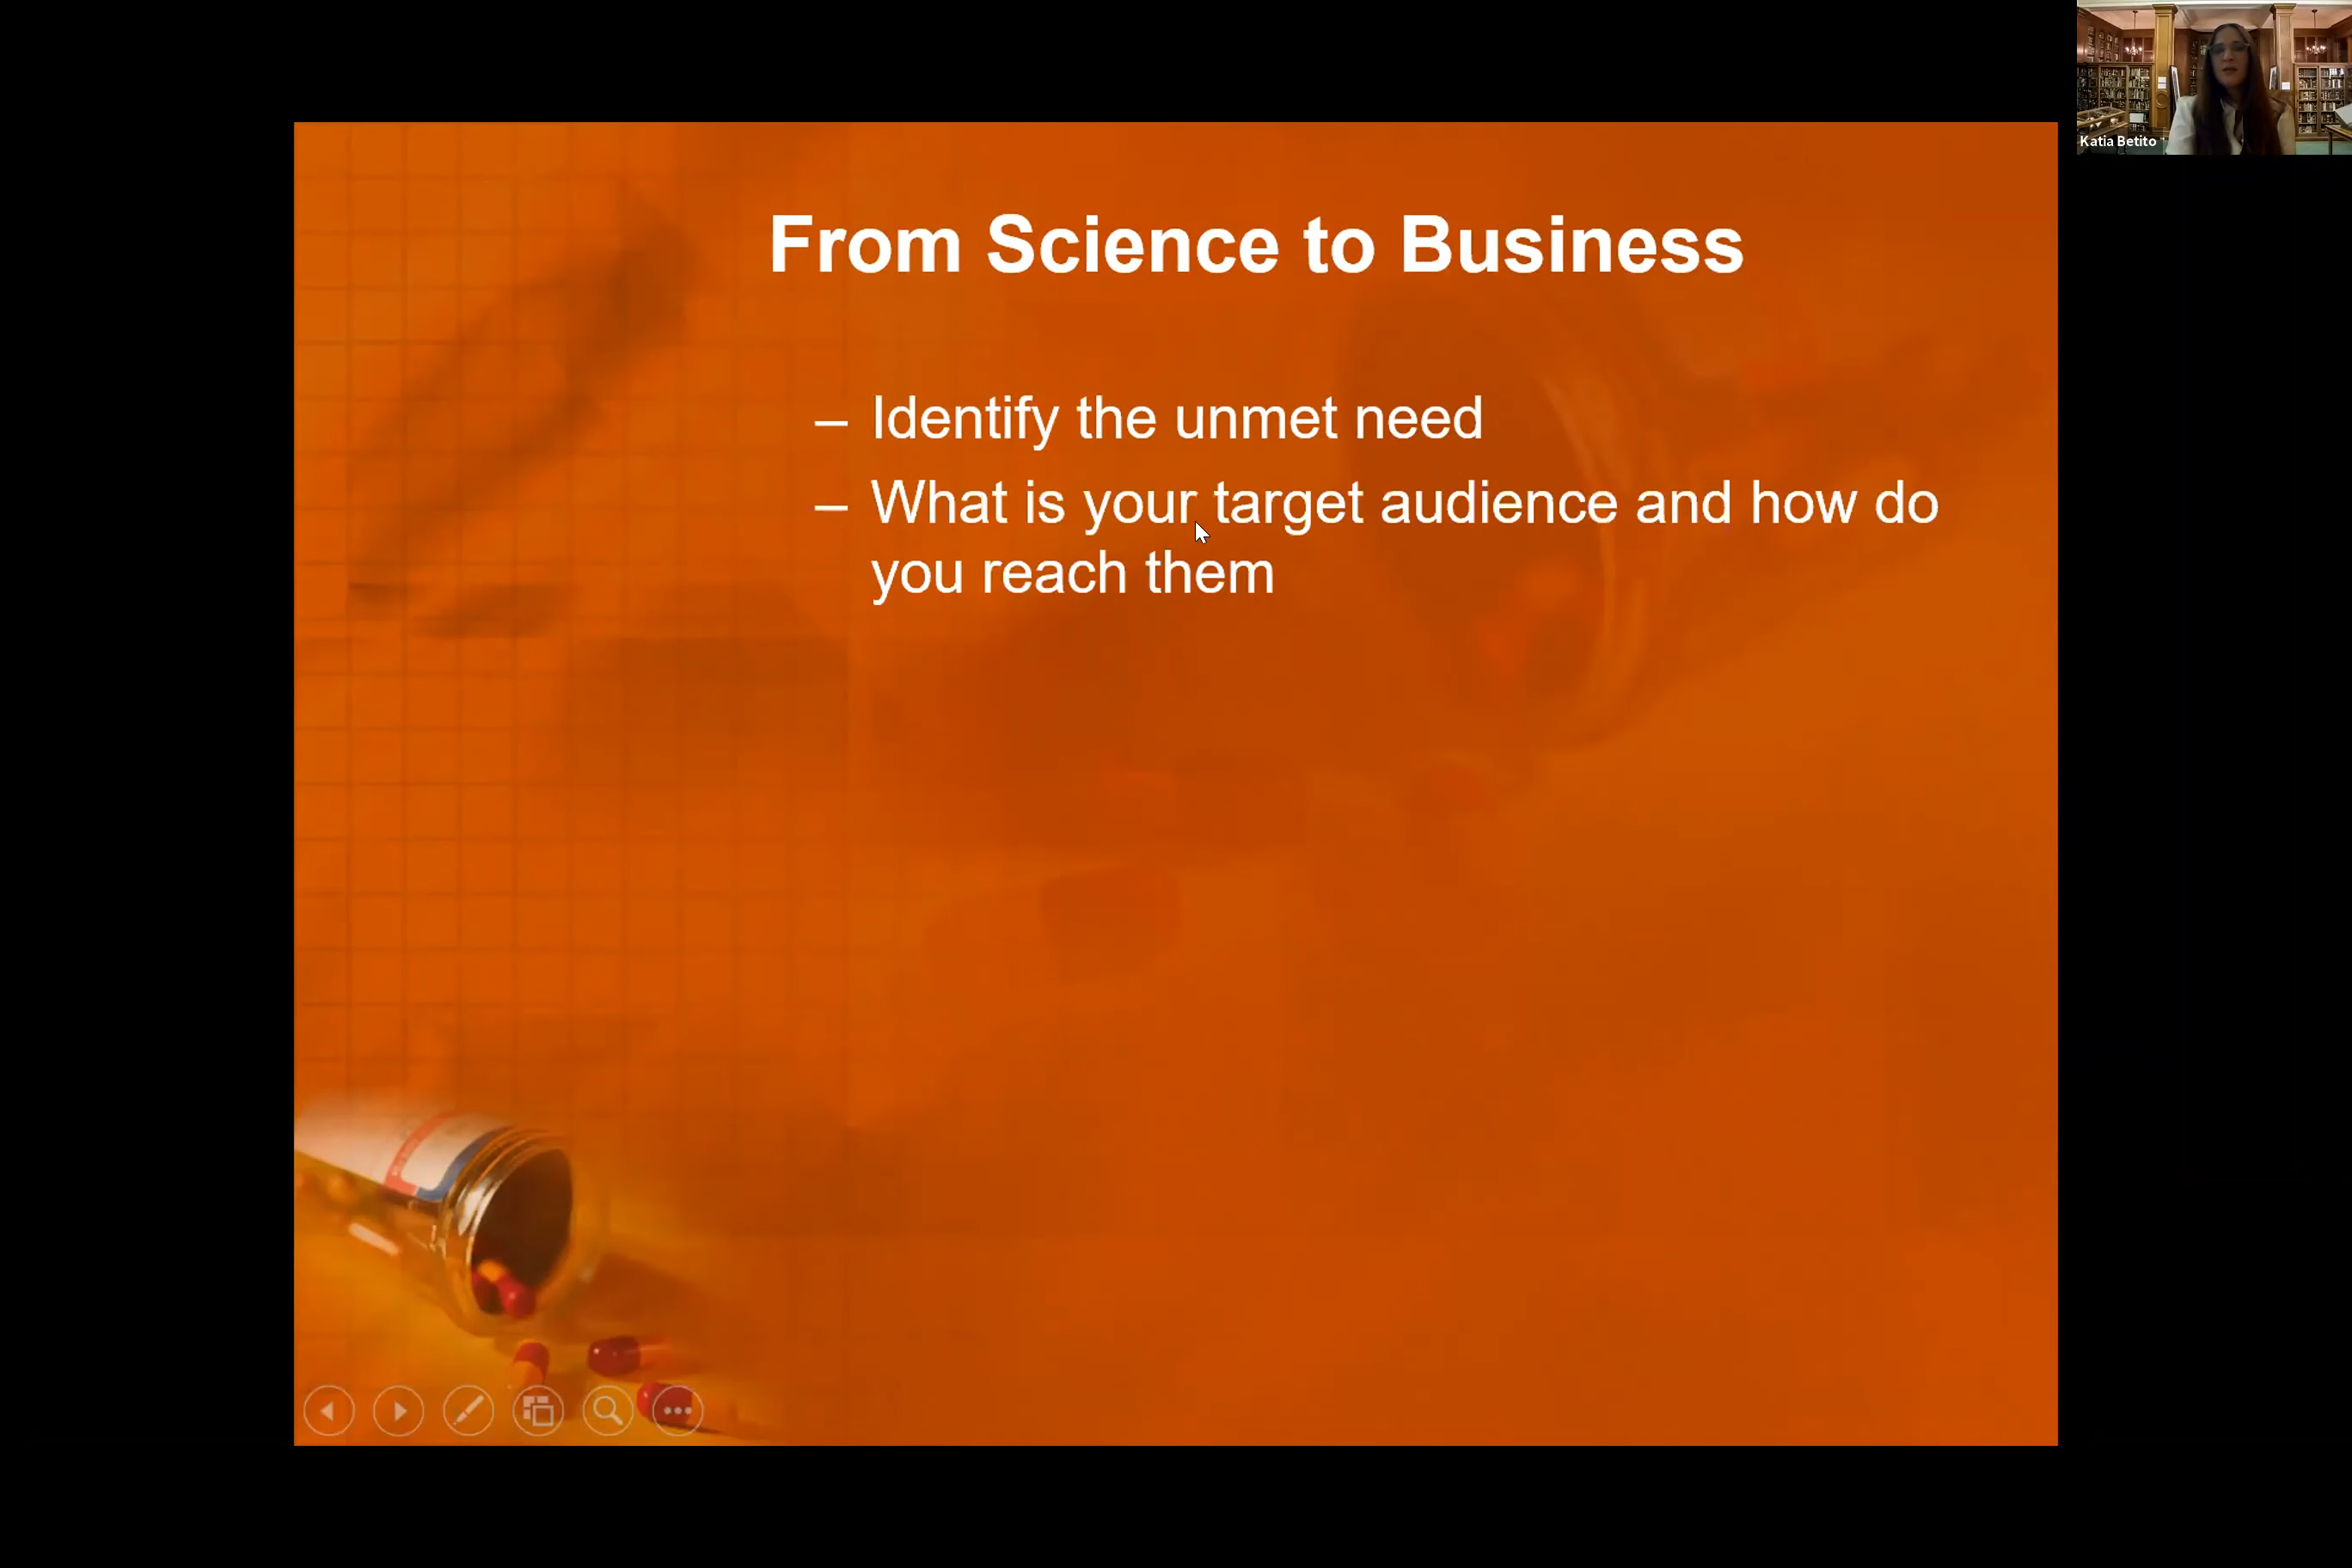 Katia Betito
From Science to Business
– Identify the unmet need
– What is your target audience and how do
you reach them